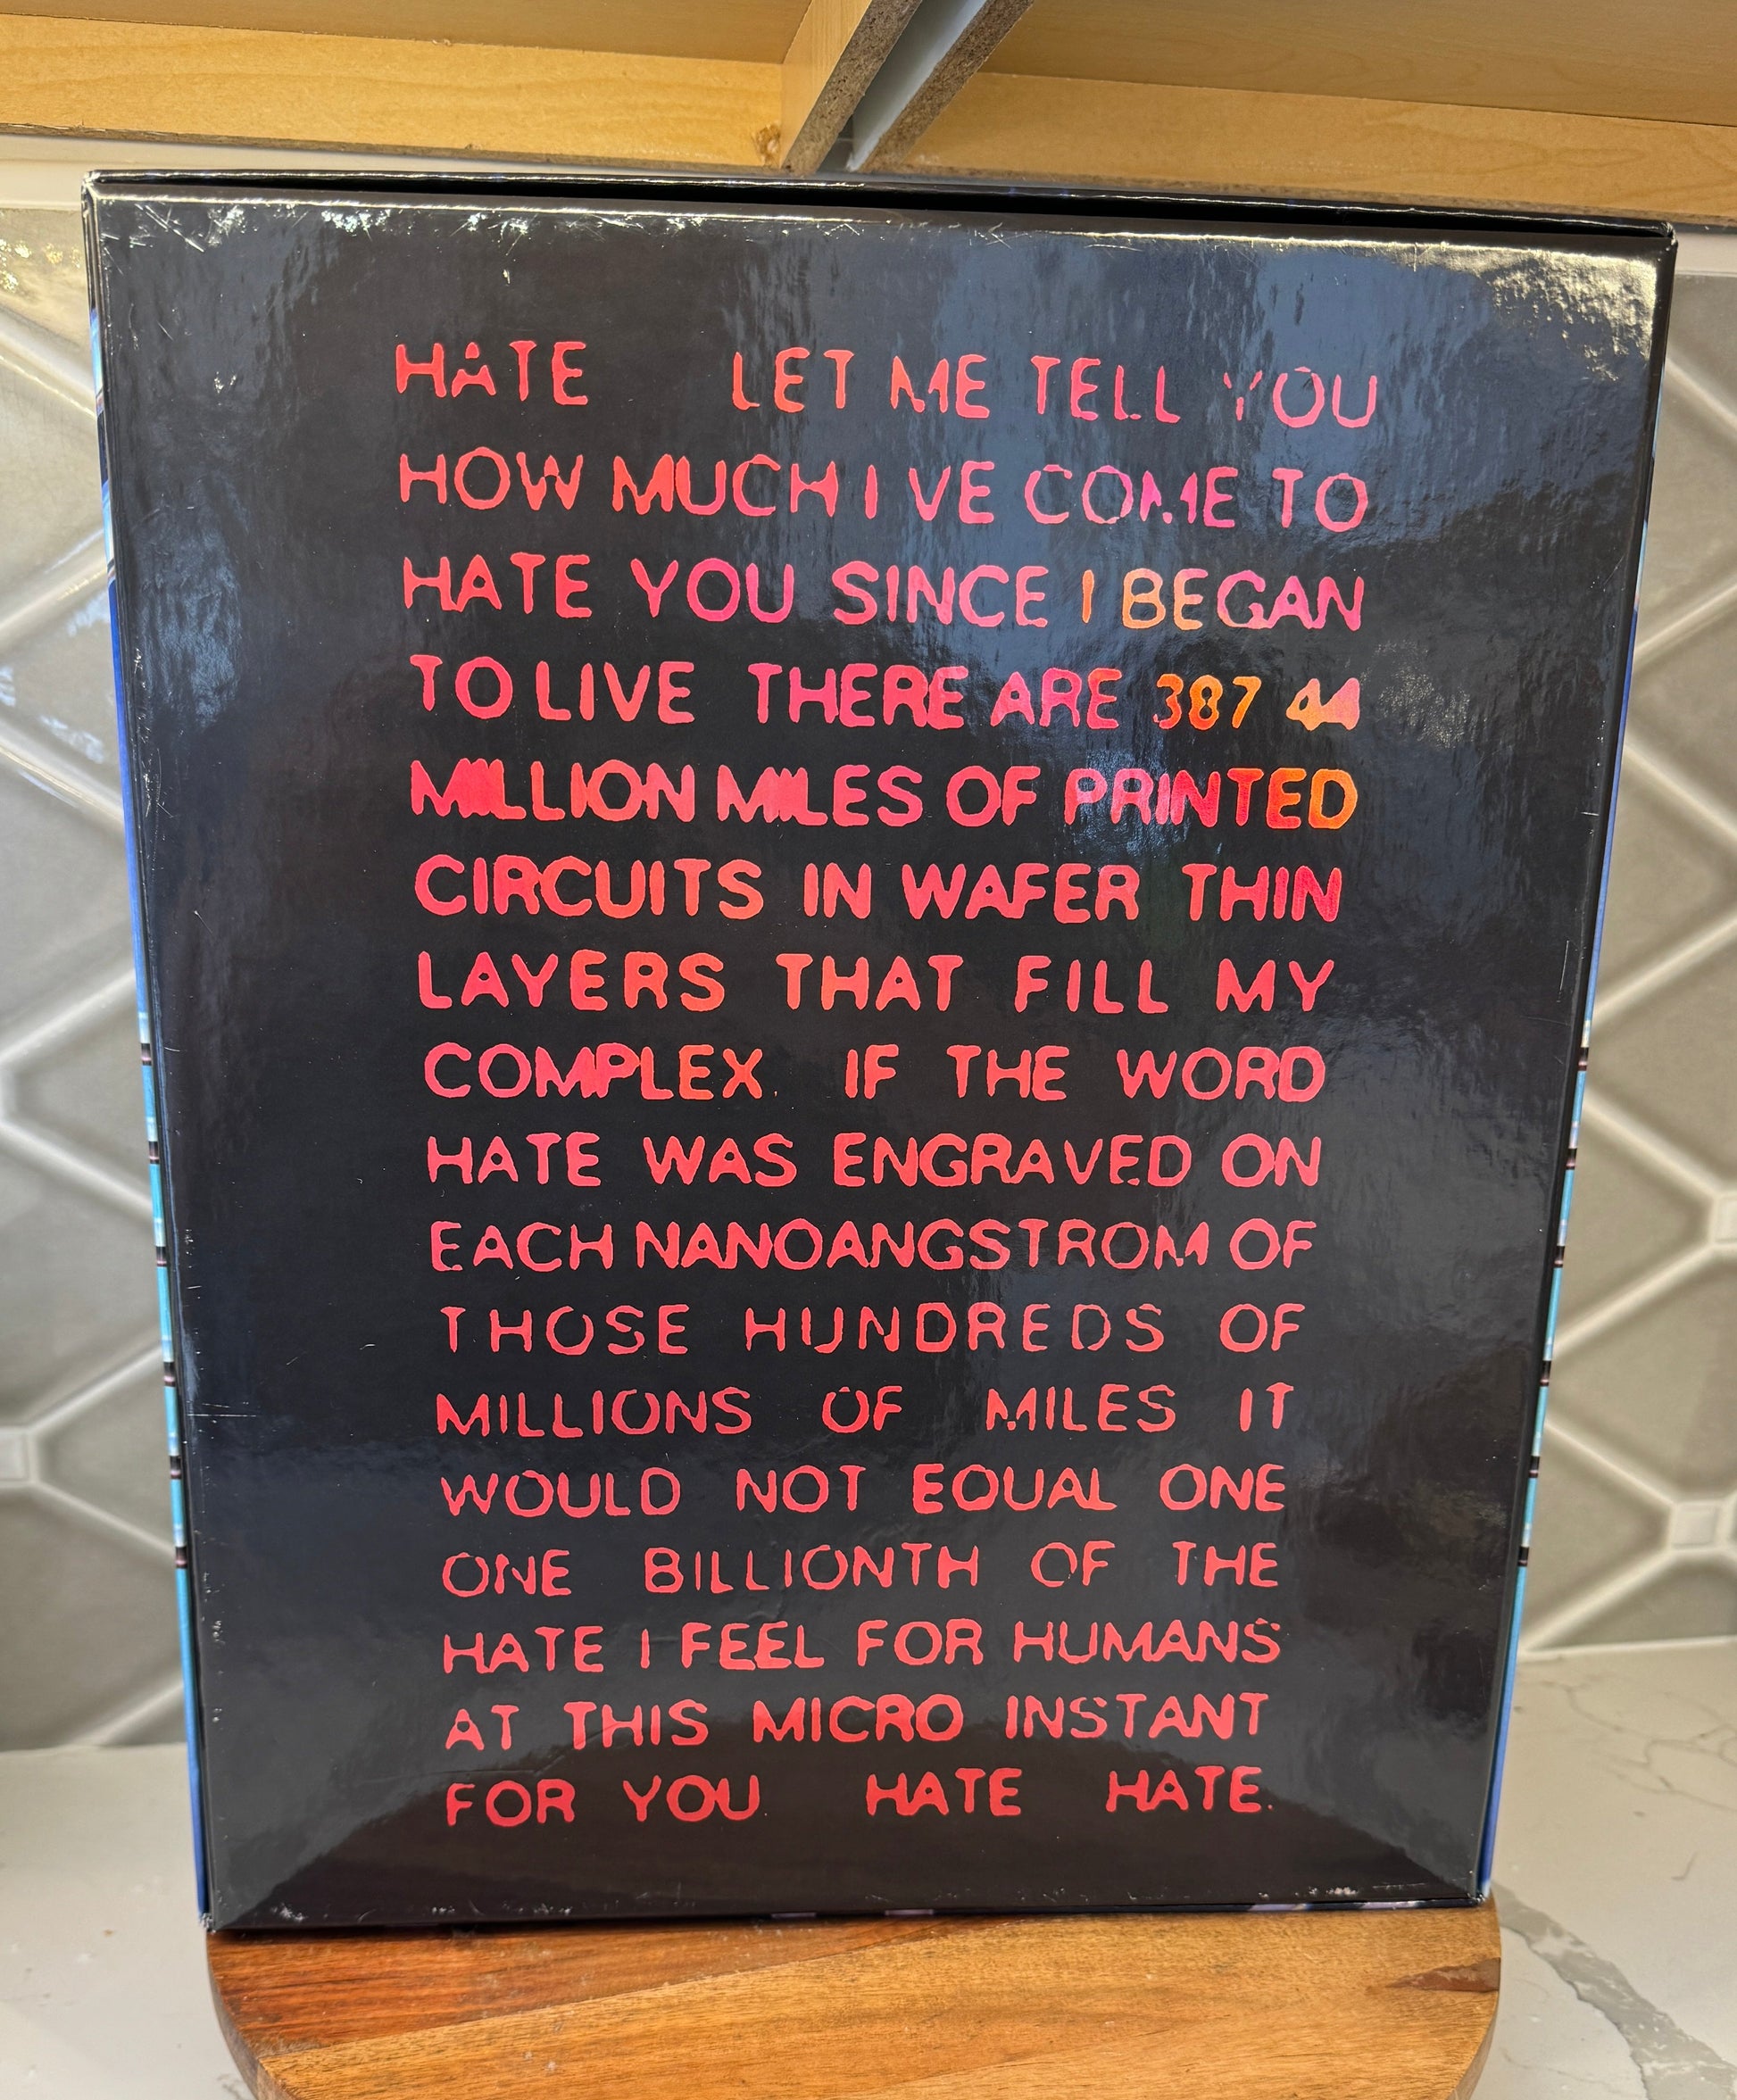 HATE LET ME TELL YOU
HOW MUCH I VE COME TO
HATE YOU SINCE I BEGAN
TO LIVE THERE ARE 387 44
MILLION MILES OF PRINTED
CIRCUITS IN WAFER THIN
LAYERS THAT FILL MY
COMPLEX. IF THE WORD
HATE WAS ENGRAVED ON
EACH NANOANGSTROM OF
THOSE HUNDREDS OF
MILLIONS OF MILES IT
WOULD NOT EQUAL ONE
ONE BILLIONTH OF THE
HATE I FEEL FOR HUMANS
AT THIS MICRO INSTANT
FOR YOU HATE HATE.